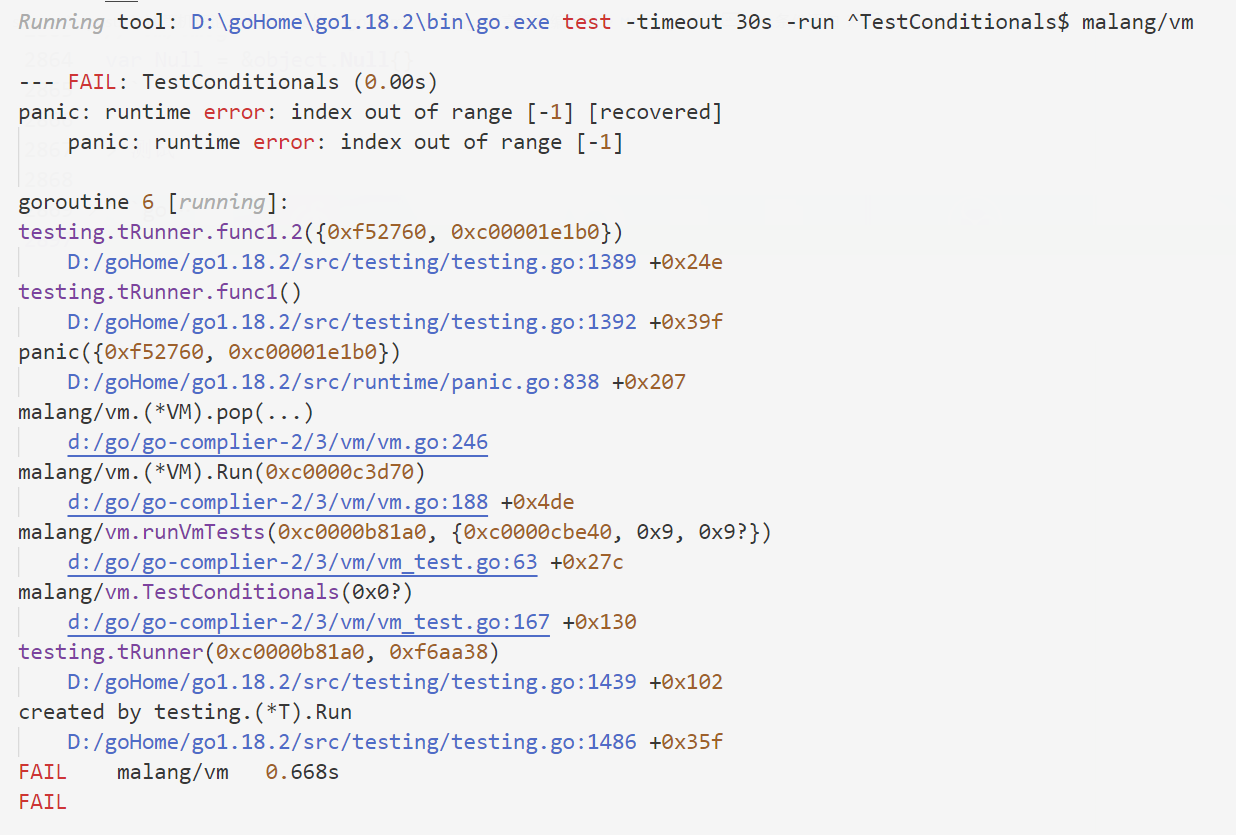 Running tool: D:\goHome\go1.18.2\bin\go.exe test -timeout 30s -run ^TestConditionals$ malang/vm
--- FAIL: TestConditionals (0.00s)
panic: runtime error: index out of range [-1] [recovered]
    panic: runtime error: index out of range [-1]
goroutine 6 [running]:
testing.tRunner.func1.2({0xf52760, 0xc00001e1b0})
    D:/goHome/go1.18.2/src/testing/testing.go:1389 +0x24e
testing.tRunner.func1()
    D:/goHome/go1.18.2/src/testing/testing.go:1392 +0x39f
panic({0xf52760, 0xc00001e1b0})
    D:/goHome/go1.18.2/src/runtime/panic.go:838 +0x207
malang/vm.(*VM).pop(...)
    d:/go/go-complier-2/3/vm/vm.go:246
malang/vm.(*VM).Run(0xc0000c3d70)
    d:/go/go-complier-2/3/vm/vm.go:188 +0x4de
malang/vm.runVmTests(0xc0000b81a0, {0xc0000cbe40, 0x9, 0x9?})
    d:/go/go-complier-2/3/vm/vm_test.go:63 +0x27c
malang/vm.TestConditionals(0x0?)
    d:/go/go-complier-2/3/vm/vm_test.go:167 +0x130
testing.tRunner(0xc0000b81a0, 0xf6aa38)
    D:/goHome/go1.18.2/src/testing/testing.go:1439 +0x102
created by testing.(*T).Run
    D:/goHome/go1.18.2/src/testing/testing.go:1486 +0x35f
FAIL    malang/vm   0.668s
FAIL